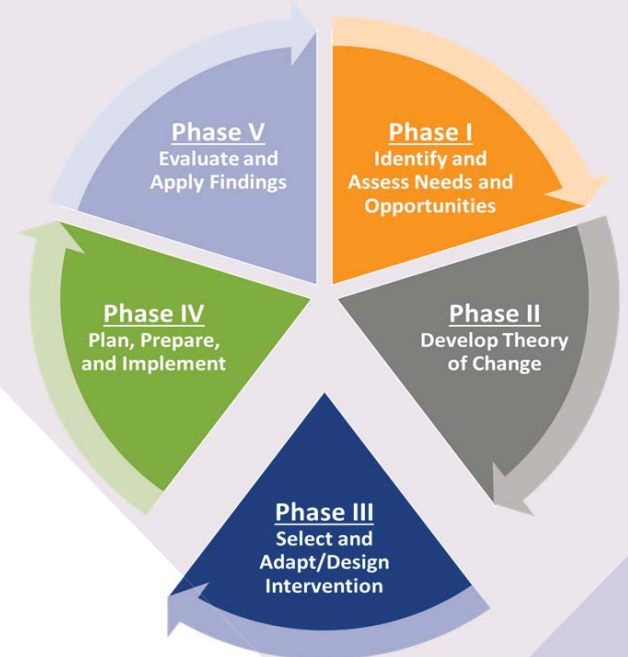 Phase I
Identify and
Assess Needs and
Opportunities
Phase II
Develop Theory
of Change
Phase III
Select and
Adapt/Design
Intervention
Phase IV
Plan, Prepare,
and Implement
Phase V
Evaluate and
Apply Findings